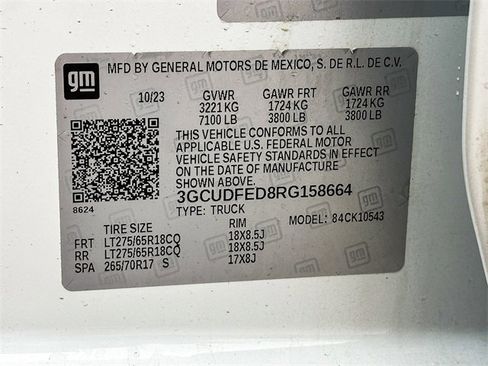 gm
MFD BY GENERAL MOTORS DE MEXICO, S. DE R.L. DE C.V.
10/23 GVWR GAWR FRT GAWR RR
3221 KG 1724 KG 1724 KG
7100 LB 3800 LB 3800 LB
THIS VEHICLE CONFORMS TO ALL
APPLICABLE U.S. FEDERAL MOTOR
VEHICLE SAFETY STANDARDS IN EFFECT
ON THE DATE OF MANUFACTURE SHOWN ABOVE.
3GCUDFED8RG158664
8624
TYPE: TRUCK MODEL: 84CK10543
TIRE SIZE RIM
FRT LT275/65R18CQ 18X8.5J
RR LT275/65R18CQ 18X8.5J
SPA 265/70R17 S 17X8J